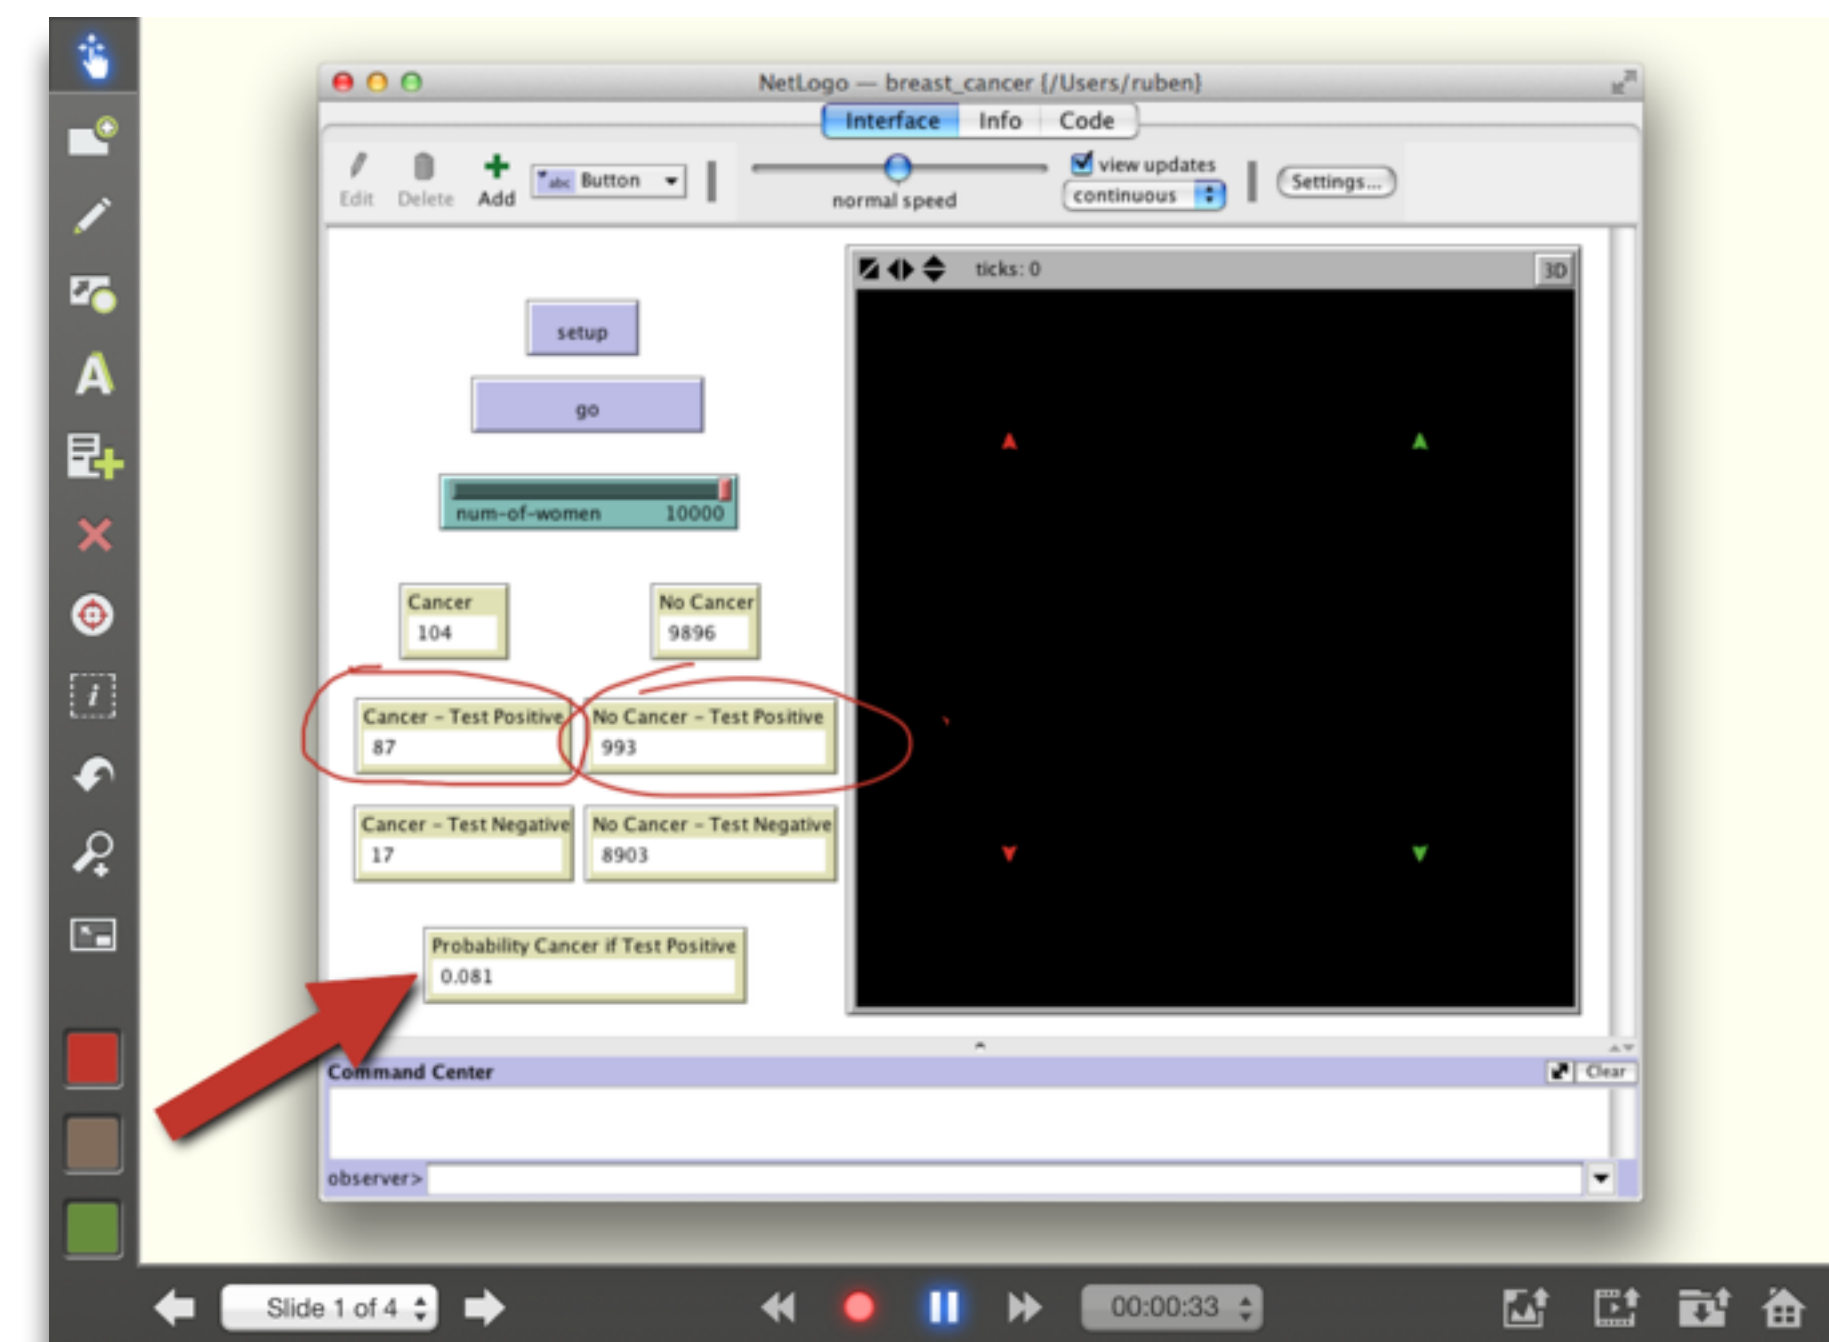 NetLogo — breast_cancer {/Users/ruben}
Interface Info Code
Edit Delete Add
abc Button
normal speed
view updates
continuous
Settings...
ticks: 0
3D
setup
go
num-of-women 10000
Cancer
104
No Cancer
9896
Cancer - Test Positive
87
No Cancer - Test Positive
993
Cancer - Test Negative
17
No Cancer - Test Negative
8903
Probability Cancer if Test Positive
0.081
Command Center
Clear
observer>
A
i
Slide 1 of 4
00:00:33